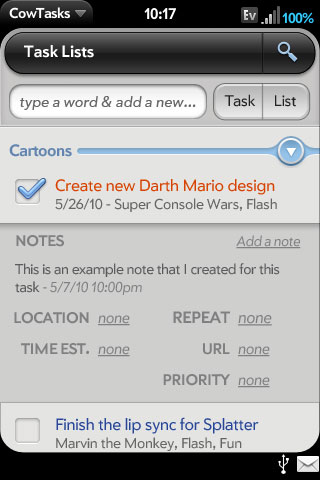 CowTasks 10:17 Ev 100%
Task Lists
type a word & add a new... Task List
Cartoons
Create new Darth Mario design
5/26/10 - Super Console Wars, Flash
NOTES Add a note
This is an example note that I created for this
task - 5/7/10 10:00pm
LOCATION none REPEAT none
TIME EST. none URL none
PRIORITY none
Finish the lip sync for Splatter
Marvin the Monkey, Flash, Fun